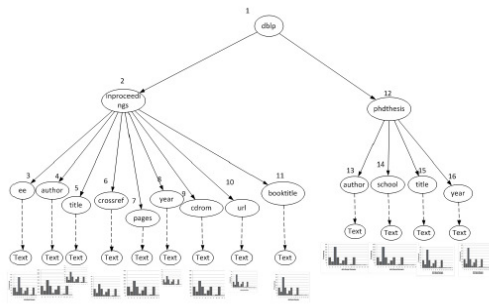 1
dblp
2
inproceedi
ngs
12
phdthesis
3
ee
4
author
5
title
6
crossref
7
pages
8
year
9
cdrom
10
url
11
booktitle
13
author
14
school
15
title
16
year
Text
Text
Text
Text
Text
Text
Text
Text
Text
Text
Text
Text
Text